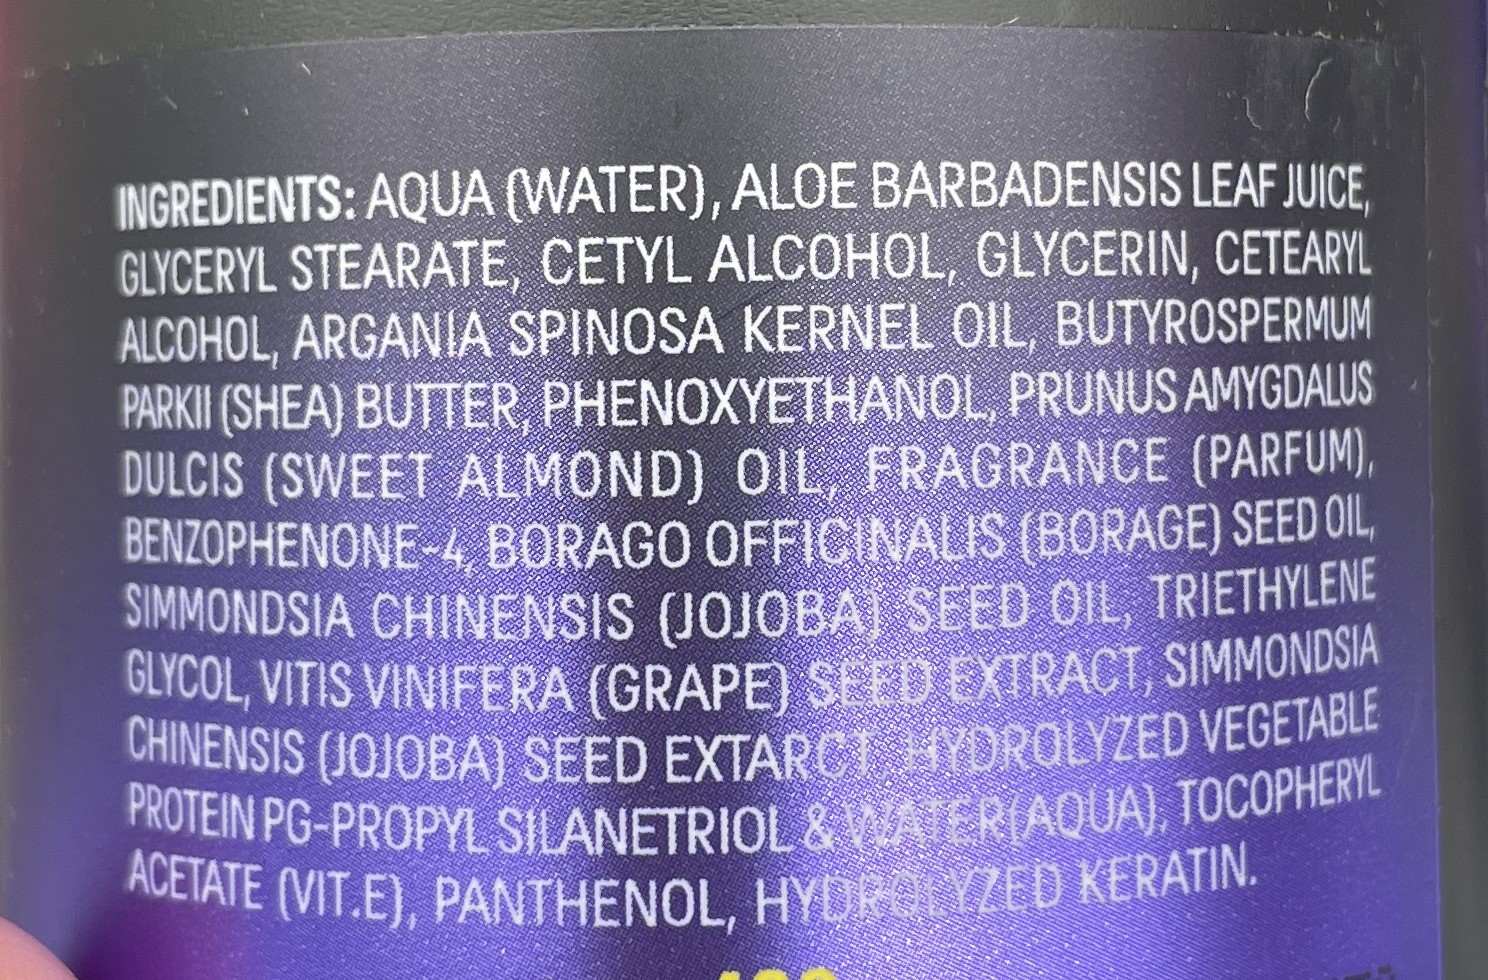 INGREDIENTS: AQUA (WATER), ALOE BARBADENSIS LEAF JUICE,
GLYCERYL STEARATE, CETYL ALCOHOL, GLYCERIN, CETEARYL
ALCOHOL, ARGANIA SPINOSA KERNEL OIL, BUTYROSPERMUM
PARKII (SHEA) BUTTER, PHENOXYETHANOL, PRUNUS AMYGDALUS
DULCIS (SWEET ALMOND) OIL, FRAGRANCE (PARFUM),
BENZOPHENONE-4, BORAGO OFFICINALIS (BORAGE) SEED OIL,
SIMMONDSIA CHINENSIS (JOJOBA) SEED OIL, TRIETHYLENE
GLYCOL, VITIS VINIFERA (GRAPE) SEED EXTRACT, SIMMONDSIA
CHINENSIS (JOJOBA) SEED EXTARCT, HYDROLYZED VEGETABLE
PROTEIN PG-PROPYL SILANETRIOL & WATER(AQUA), TOCOPHERYL
ACETATE (VIT.E), PANTHENOL, HYDROLYZED KERATIN.